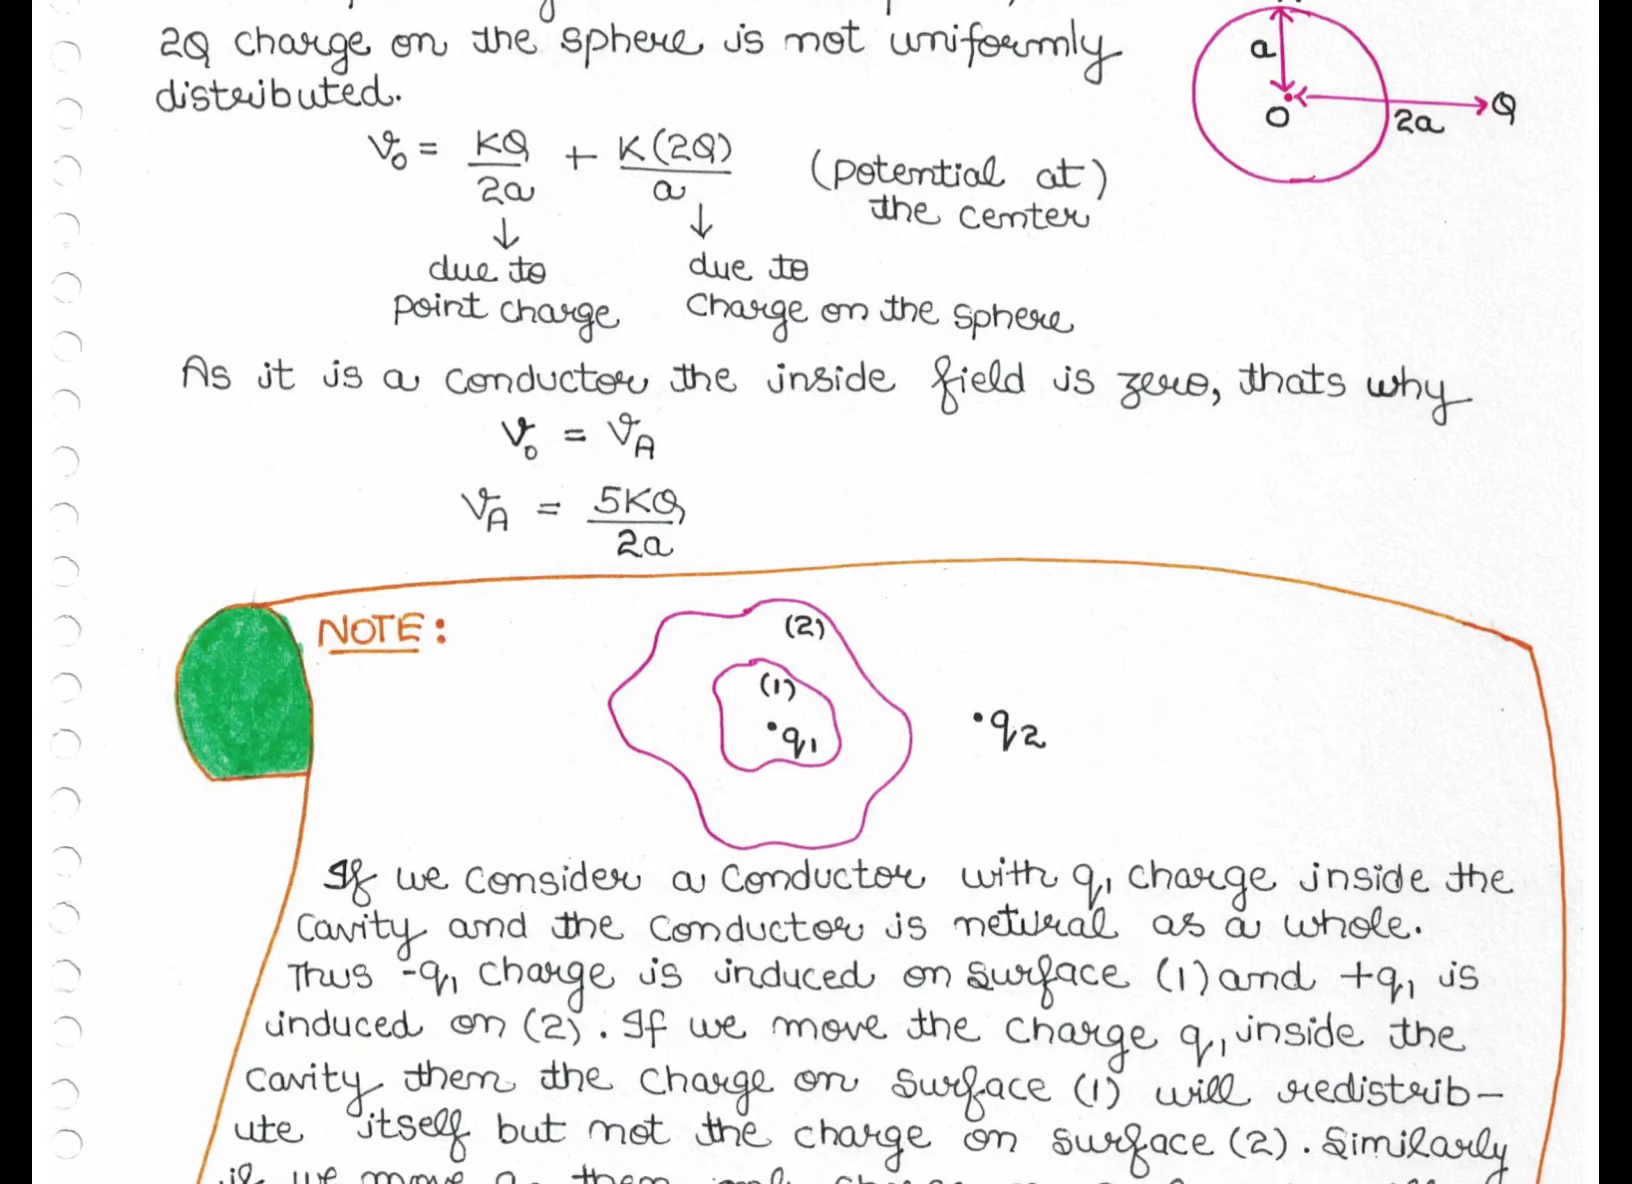 2Q charge on the sphere is not uniformly
distributed.
a
O
2a
Q
V₀ = KQ/2a + K(2Q)/a (potential at the center)
↓ ↓
due to point charge
due to charge on the sphere
As it is a conductor the inside field is zero, thats why
V₀ = V_A
V_A = 5KQ/2a
NOTE:
(2)
(1)
•q₁
•q₂
If we consider a conductor with q₁ charge inside the
cavity and the conductor is netural as a whole.
Thus -q₁ charge is induced on surface (1) and +q₁ is
induced on (2). If we move the charge q₁ inside the
cavity them the charge on surface (1) will redistrib-
ute itself but not the charge on surface (2). Similarly
if we move